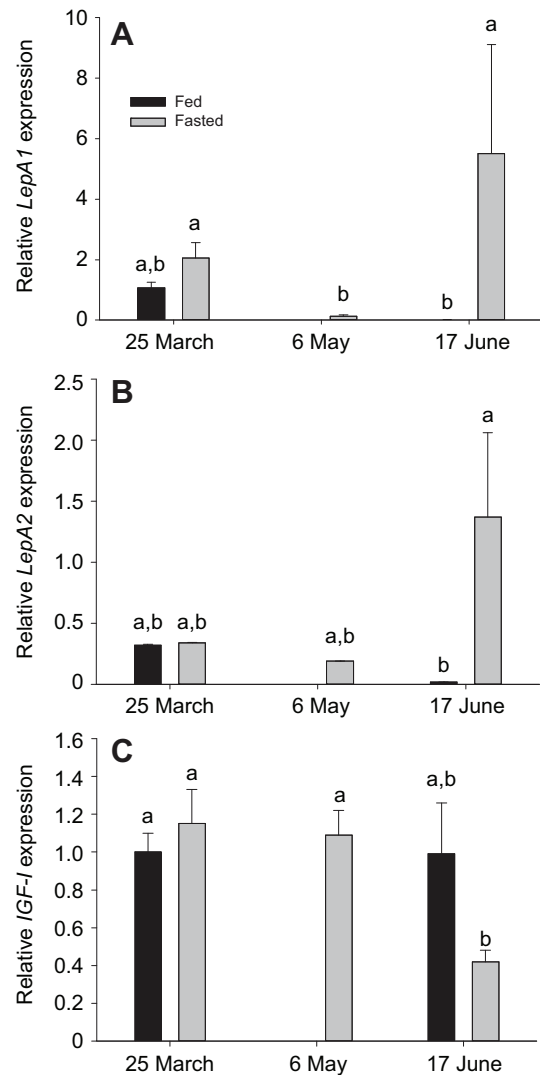 A
Relative LepA1 expression
10
8
6
4
2
0
Fed
Fasted
a,b
a
b
b
a
25 March 6 May 17 June
B
Relative LepA2 expression
2.5
2.0
1.5
1.0
0.5
0
a,b
a,b
a,b
b
a
25 March 6 May 17 June
C
Relative IGF-I expression
1.6
1.4
1.2
1.0
0.8
0.6
0.4
0.2
0
a
a
a
a,b
b
25 March 6 May 17 June